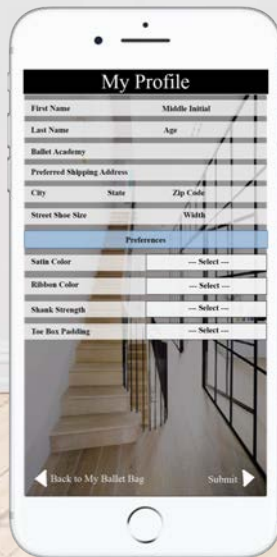 My Profile
First Name Middle Initial
Last Name Age
Ballet Academy
Preferred Shipping Address
City State Zip Code
Street Shoe Size Width
Preferences
Satin Color --- Select ---
Ribbon Color --- Select ---
Shank Strength --- Select ---
Toe Box Padding --- Select ---
Back to My Ballet Bag Submit